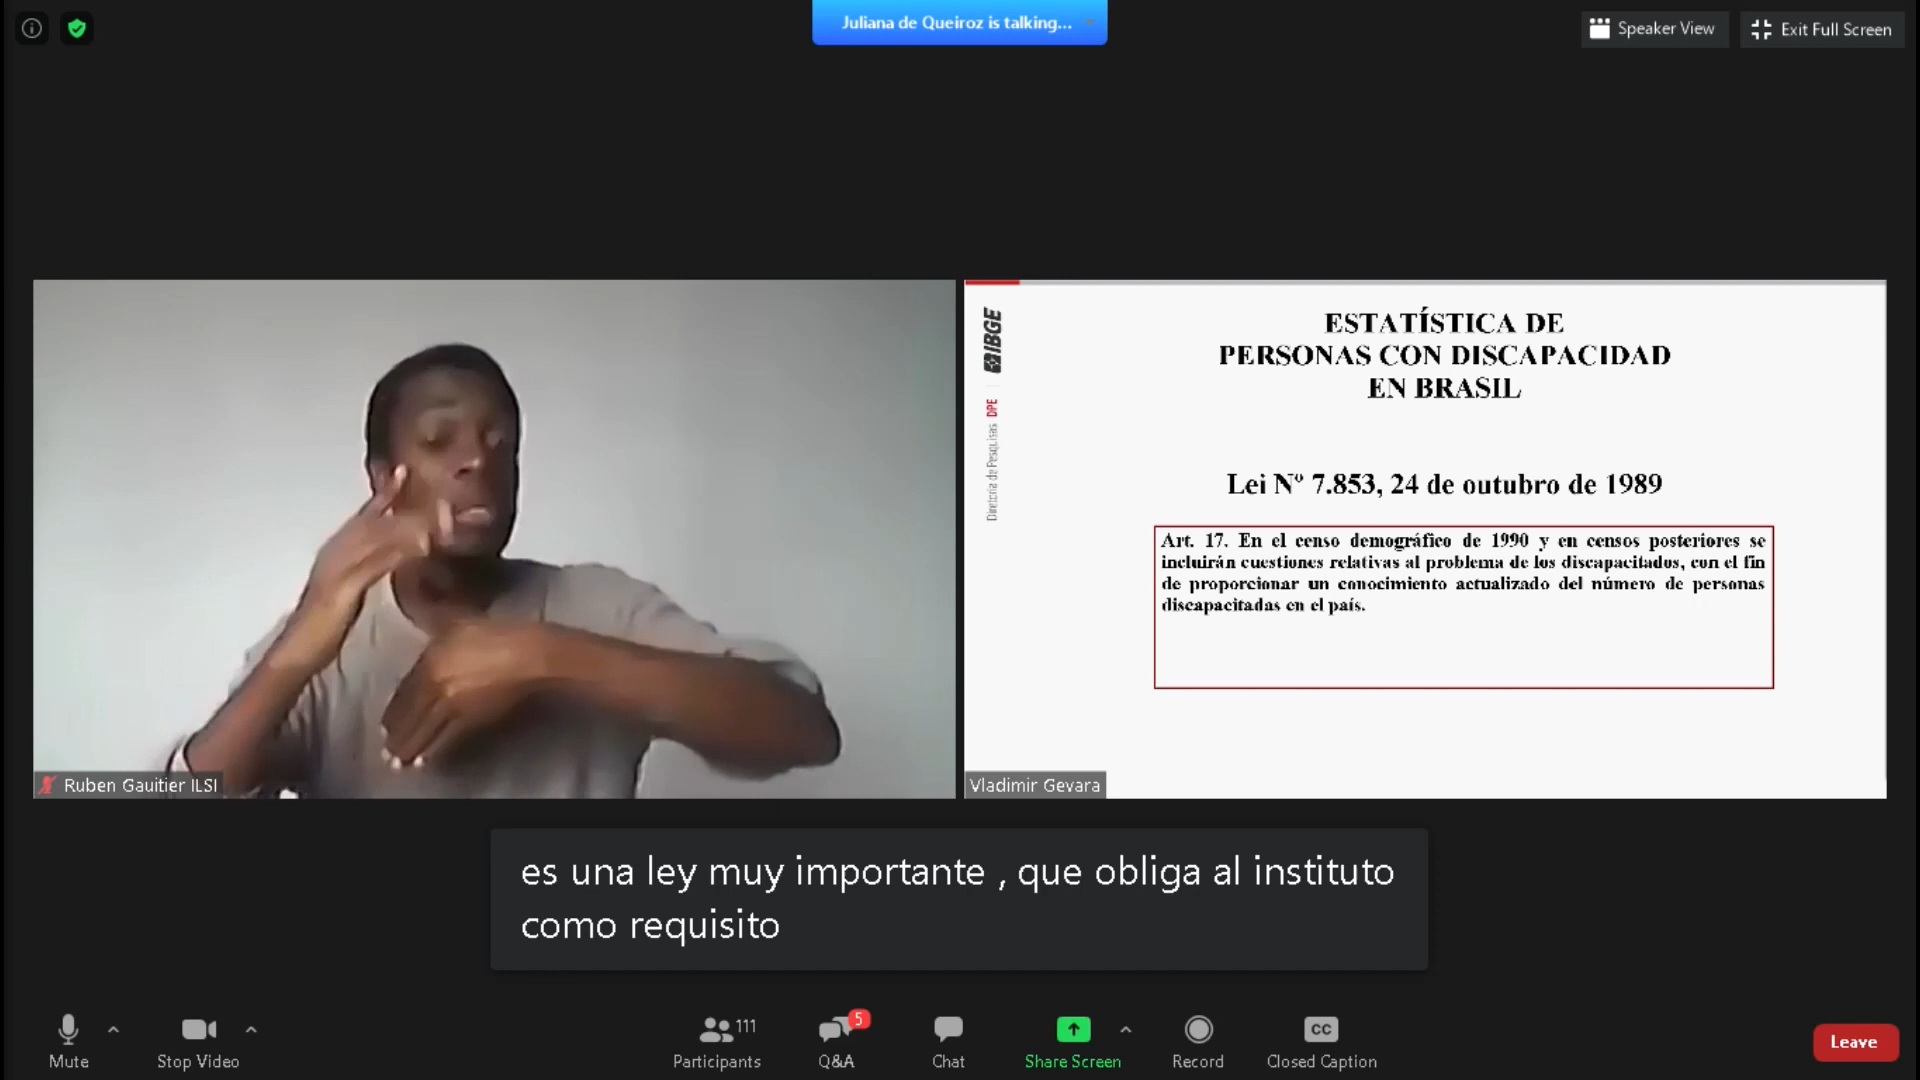 Juliana de Queiroz is talking...
Speaker View
Exit Full Screen
IBGE
DPE
Diretoria de Pesquisas
ESTATÍSTICA DE
PERSONAS CON DISCAPACIDAD
EN BRASIL
Lei Nº 7.853, 24 de outubro de 1989
Art. 17. En el censo demográfico de 1990 y en censos posteriores se
incluirán cuestiones relativas al problema de los discapacitados, con el fin
de proporcionar un conocimiento actualizado del número de personas
discapacitadas en el país.
Ruben Gauitier ILSI
Vladimir Gevara
es una ley muy importante , que obliga al instituto
como requisito
Mute
Stop Video
111
Participants
5
Q&A
Chat
Share Screen
Record
CC
Closed Caption
Leave